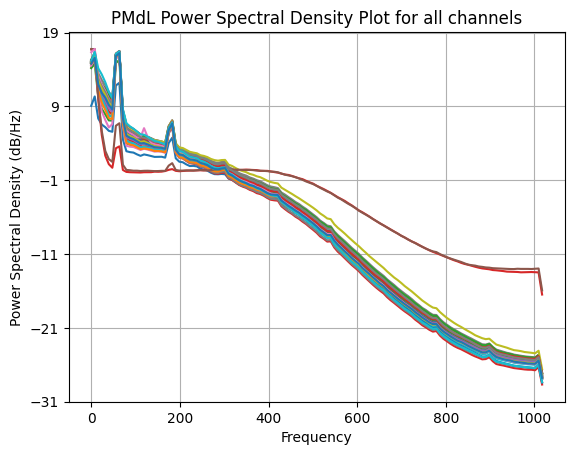 PMdL Power Spectral Density Plot for all channels
Power Spectral Density (dB/Hz)
19
9
−1
−11
−21
−31
0 200 400 600 800 1000
Frequency